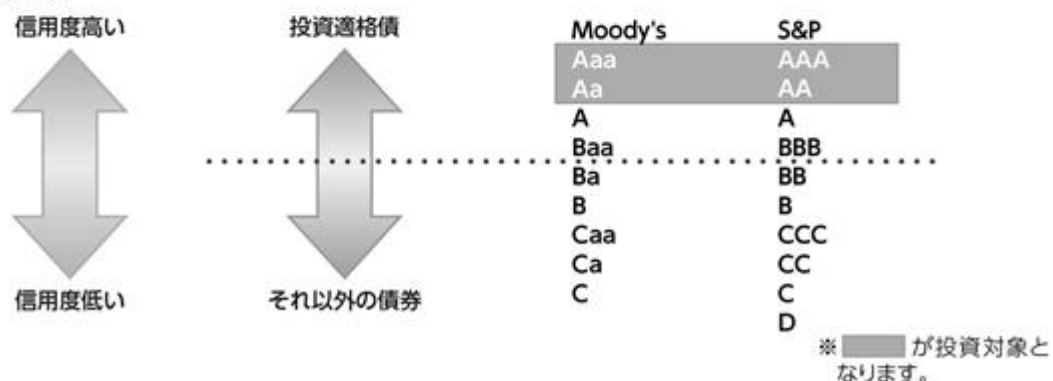 信用度高い 投資適格債 Moody's S&P
Aaa AAA
Aa AA
A A
Baa BBB
Ba BB
B B
Caa CCC
Ca CC
信用度低い それ以外の債券 C C
D
※ が投資対象と
なります。